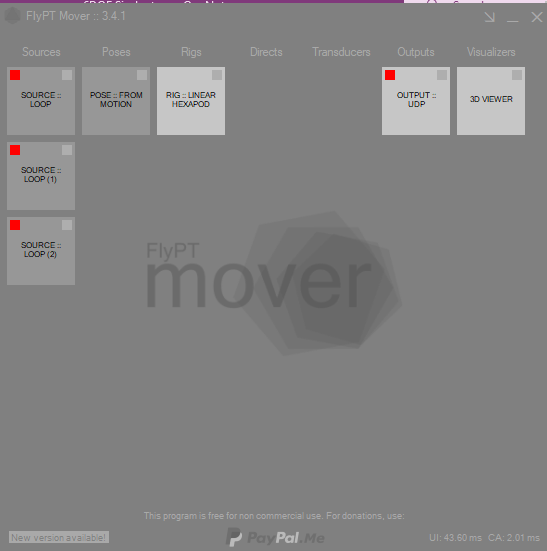 FlyPT Mover :: 3.4.1
Sources Poses Rigs Directs Transducers Outputs Visualizers
SOURCE ::
LOOP
POSE :: FROM
MOTION
RIG :: LINEAR
HEXAPOD
OUTPUT ::
UDP
3D VIEWER
SOURCE ::
LOOP (1)
SOURCE ::
LOOP (2)
FlyPT
mover
This program is free for non commercial use. For donations, use:
New version available!
PayPal.Me
UI: 43.60 ms CA: 2.01 ms